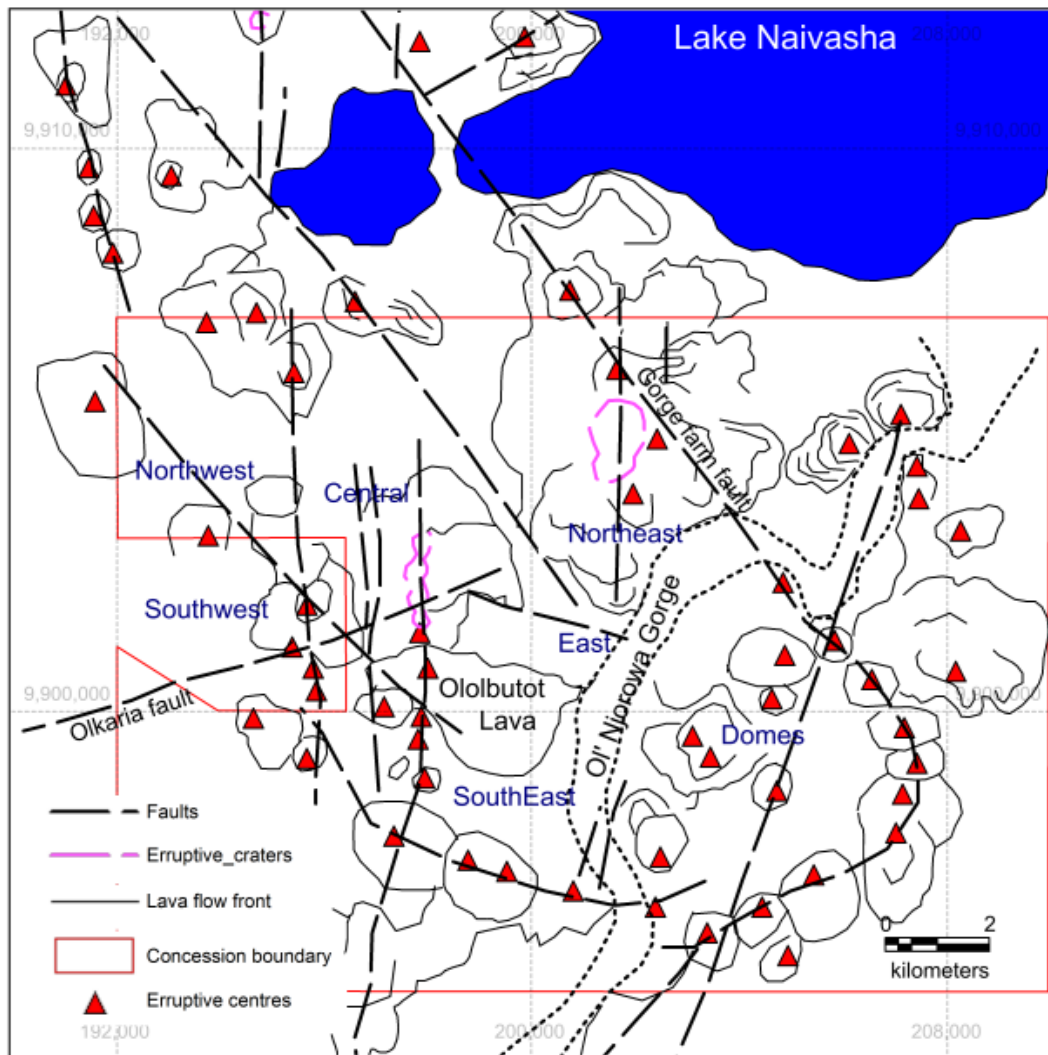 192,000
200,000
208,000
Lake Naivasha
9,910,000
9,910,000
Gorge farm fault
Northwest
Central
Northeast
Southwest
East
Ol' Njorowa Gorge
Olkaria fault
9,900,000
9,900,000
Ololbutot
Lava
Domes
SouthEast
Faults
Erruptive_craters
Lava flow front
Concession boundary
Erruptive centres
0 2
kilometers
192,000
200,000
208,000